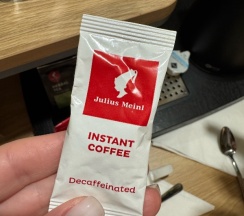 Julius Meinl
INSTANT
COFFEE
Decaffeinated